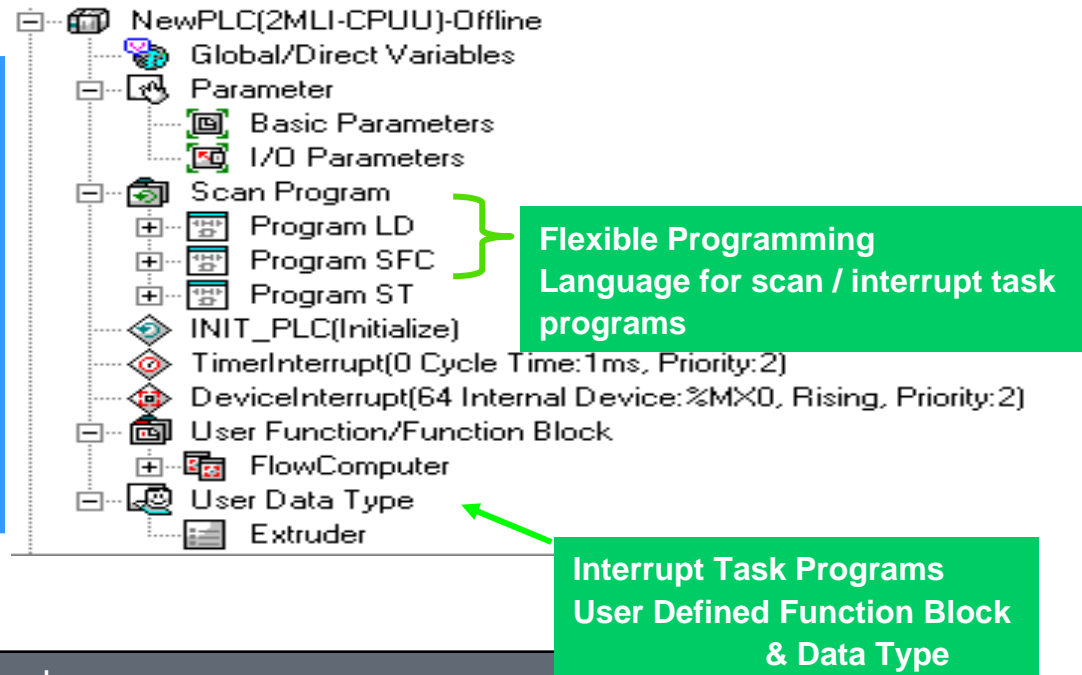 NewPLC(2MLI-CPUU)-Offline
Global/Direct Variables
Parameter
Basic Parameters
I/O Parameters
Scan Program
Program LD
Program SFC
Program ST
INIT_PLC(Initialize)
TimerInterrupt(0 Cycle Time:1ms, Priority:2)
DeviceInterrupt(64 Internal Device:%MX0, Rising, Priority:2)
User Function/Function Block
FlowComputer
User Data Type
Extruder
Flexible Programming
Language for scan / interrupt task
programs
Interrupt Task Programs
User Defined Function Block
& Data Type